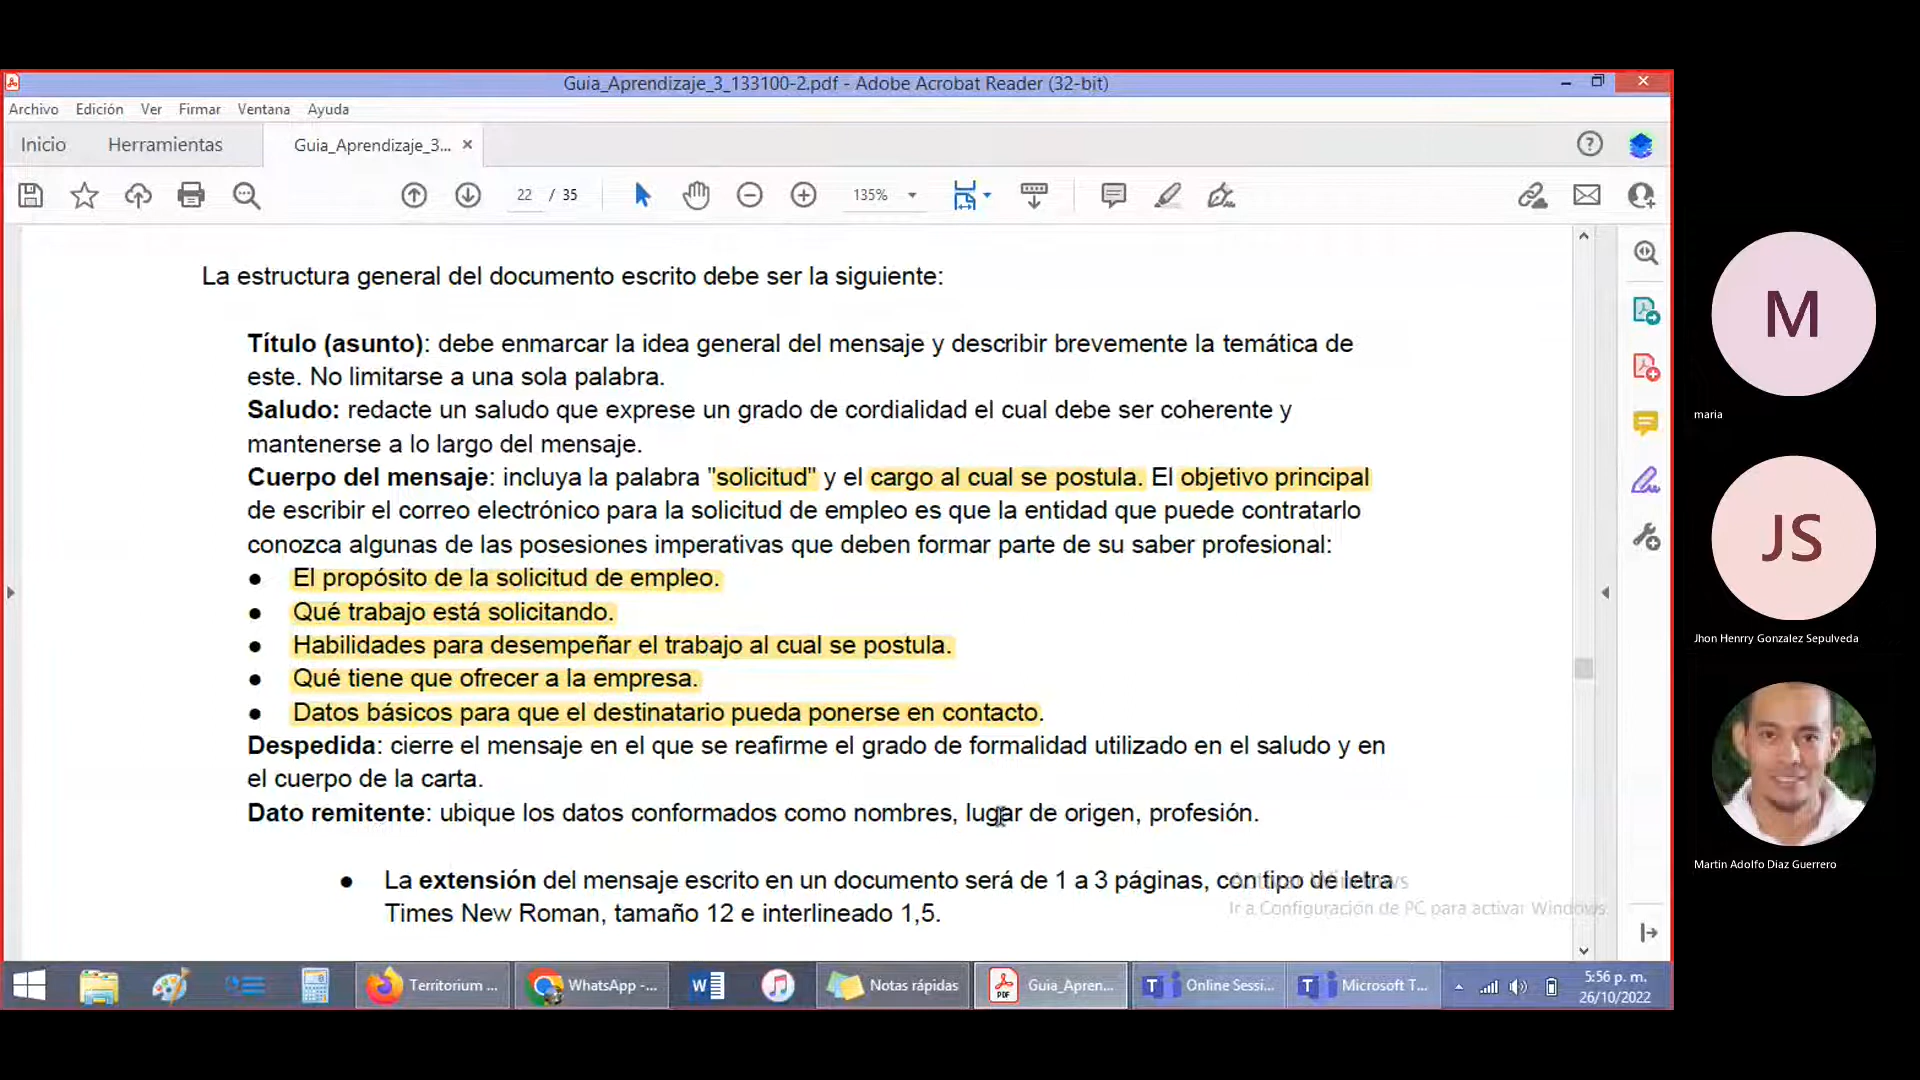 Guia_Aprendizaje_3_133100-2.pdf - Adobe Acrobat Reader (32-bit)
Archivo Edición Ver Firmar Ventana Ayuda
Inicio Herramientas Guia_Aprendizaje_3...
22 / 35 135%
La estructura general del documento escrito debe ser la siguiente:
Título (asunto): debe enmarcar la idea general del mensaje y describir brevemente la temática de
este. No limitarse a una sola palabra.
Saludo: redacte un saludo que exprese un grado de cordialidad el cual debe ser coherente y
mantenerse a lo largo del mensaje.
Cuerpo del mensaje: incluya la palabra "solicitud" y el cargo al cual se postula. El objetivo principal
de escribir el correo electrónico para la solicitud de empleo es que la entidad que puede contratarlo
conozca algunas de las posesiones imperativas que deben formar parte de su saber profesional:
● El propósito de la solicitud de empleo.
● Qué trabajo está solicitando.
● Habilidades para desempeñar el trabajo al cual se postula.
● Qué tiene que ofrecer a la empresa.
● Datos básicos para que el destinatario pueda ponerse en contacto.
Despedida: cierre el mensaje en el que se reafirme el grado de formalidad utilizado en el saludo y en
el cuerpo de la carta.
Dato remitente: ubique los datos conformados como nombres, lugar de origen, profesión.
● La extensión del mensaje escrito en un documento será de 1 a 3 páginas, con tipo de letra
Times New Roman, tamaño 12 e interlineado 1,5.
Activar Windows
Ir a Configuración de PC para activar Windows.
Territorium ... WhatsApp -... Notas rápidas Guia_Apren... Online Sessi... Microsoft T... 5:56 p. m.
26/10/2022
M
maria
JS
Jhon Henrry Gonzalez Sepulveda
Martin Adolfo Diaz Guerrero